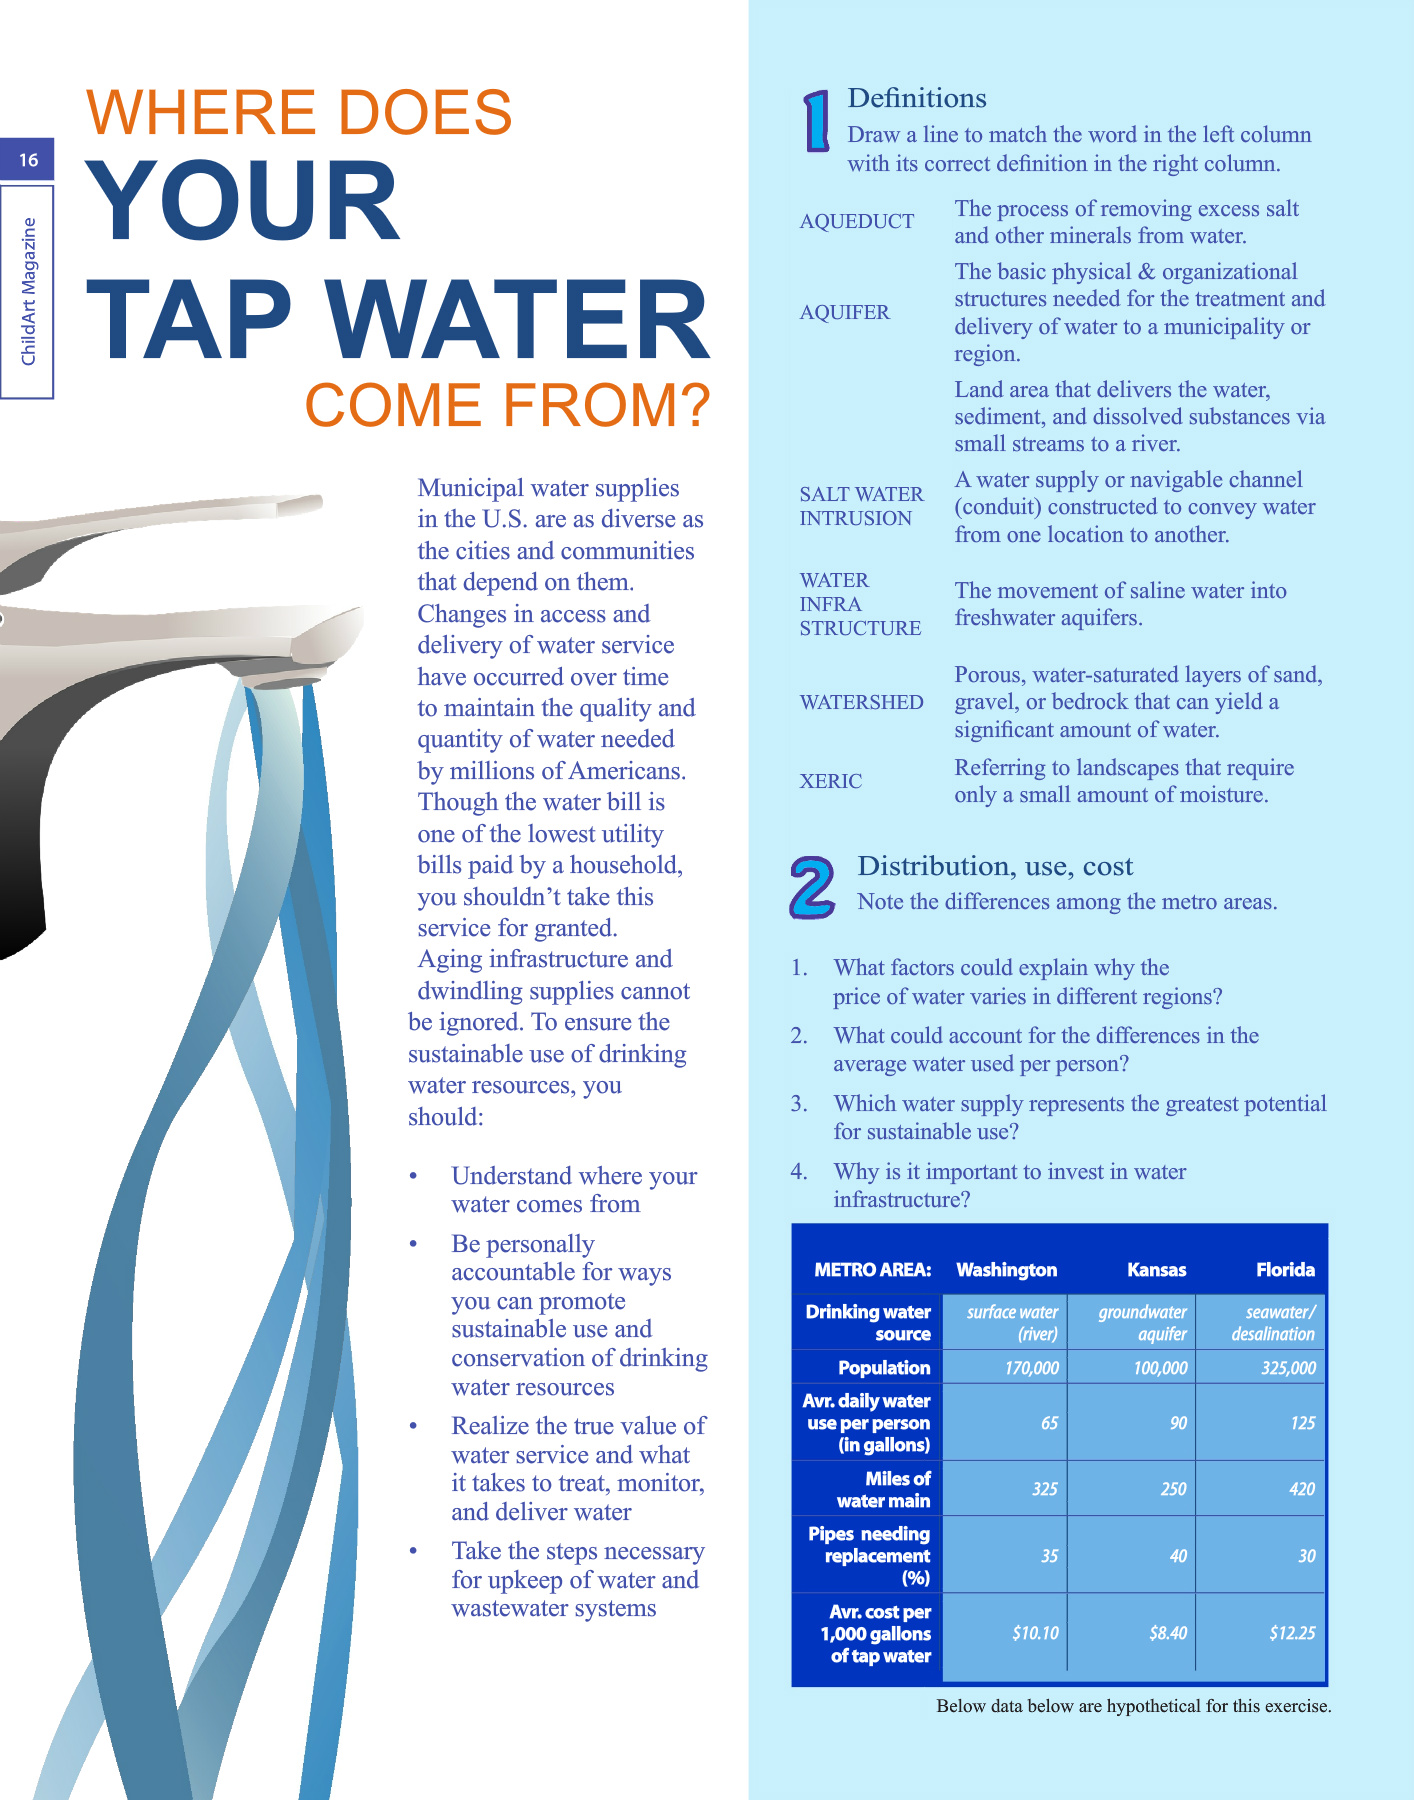 16
ChildArt Magazine
WHERE DOES
YOUR
TAP WATER
COME FROM?
Municipal water supplies
in the U.S. are as diverse as
the cities and communities
that depend on them.
Changes in access and
delivery of water service
have occurred over time
to maintain the quality and
quantity of water needed
by millions of Americans.
Though the water bill is
one of the lowest utility
bills paid by a household,
you shouldn’t take this
service for granted.
Aging infrastructure and
dwindling supplies cannot
be ignored. To ensure the
sustainable use of drinking
water resources, you
should:
• Understand where your
water comes from
• Be personally
accountable for ways
you can promote
sustainable use and
conservation of drinking
water resources
• Realize the true value of
water service and what
it takes to treat, monitor,
and deliver water
• Take the steps necessary
for upkeep of water and
wastewater systems
1 Definitions
Draw a line to match the word in the left column
with its correct definition in the right column.
AQUEDUCT
The process of removing excess salt
and other minerals from water.
AQUIFER
The basic physical & organizational
structures needed for the treatment and
delivery of water to a municipality or
region.
Land area that delivers the water,
sediment, and dissolved substances via
small streams to a river.
SALT WATER
INTRUSION
A water supply or navigable channel
(conduit) constructed to convey water
from one location to another.
WATER
INFRA
STRUCTURE
The movement of saline water into
freshwater aquifers.
WATERSHED
Porous, water-saturated layers of sand,
gravel, or bedrock that can yield a
significant amount of water.
XERIC
Referring to landscapes that require
only a small amount of moisture.
2 Distribution, use, cost
Note the differences among the metro areas.
1. What factors could explain why the
price of water varies in different regions?
2. What could account for the differences in the
average water used per person?
3. Which water supply represents the greatest potential
for sustainable use?
4. Why is it important to invest in water
infrastructure?
METRO AREA: Washington Kansas Florida
Drinking water
source
surface water
(river)
groundwater
aquifer
seawater/
desalination
Population 170,000 100,000 325,000
Avr. daily water
use per person
(in gallons)
65 90 125
Miles of
water main
325 250 420
Pipes needing
replacement
(%)
35 40 30
Avr. cost per
1,000 gallons
of tap water
$10.10 $8.40 $12.25
Below data below are hypothetical for this exercise.